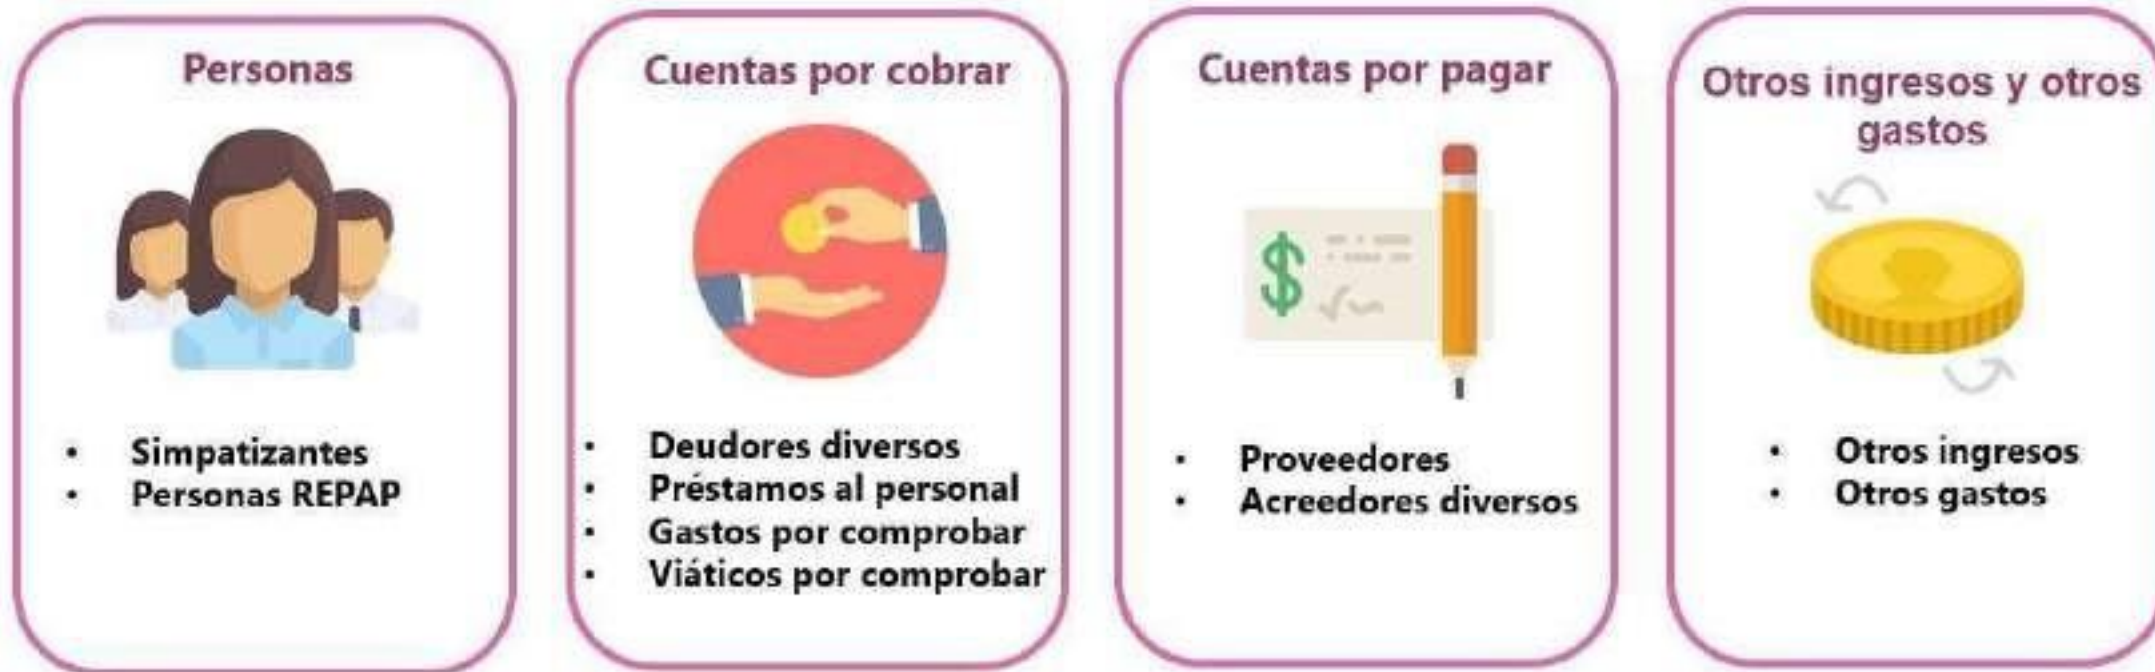 Personas
• Simpatizantes
• Personas REPAP
Cuentas por cobrar
• Deudores diversos
• Préstamos al personal
• Gastos por comprobar
• Viáticos por comprobar
Cuentas por pagar
$
• Proveedores
• Acreedores diversos
Otros ingresos y otros
gastos
• Otros ingresos
• Otros gastos